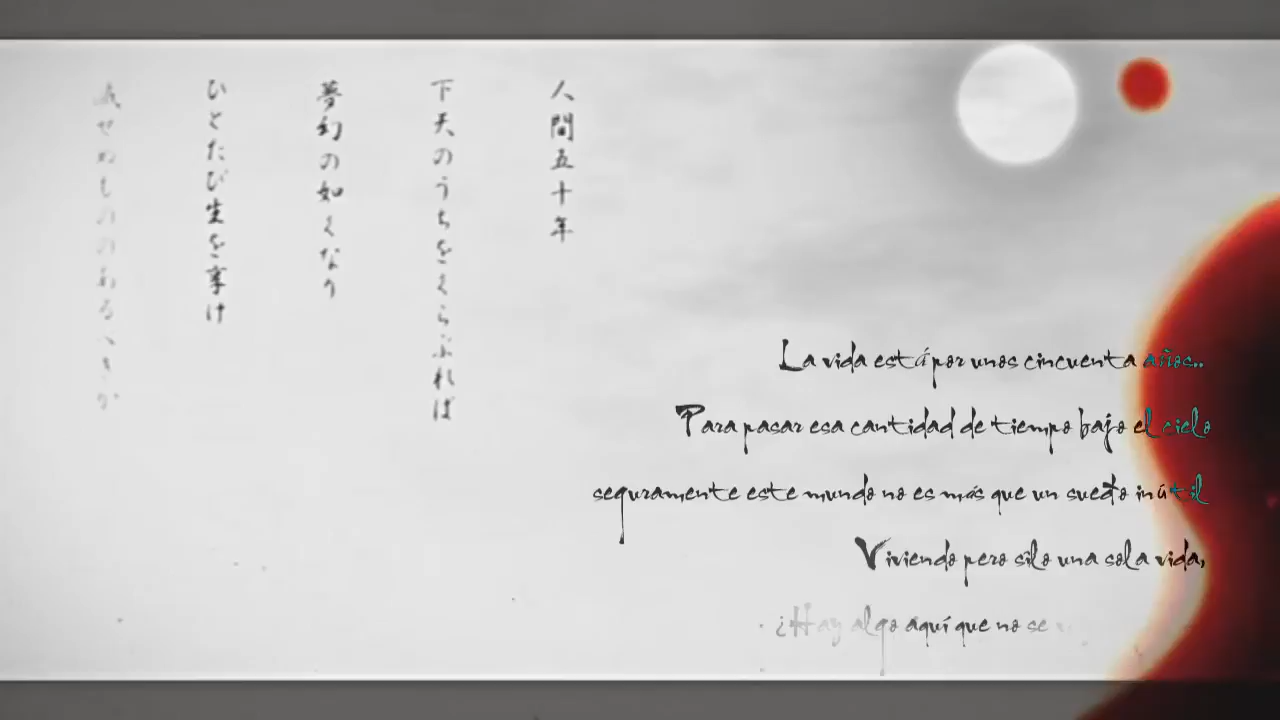 人間五十年
下天のうちをくらぶれば
夢幻の如くなり
ひとたび生を享け
滅せぬもののあるべきか
La vida está por unos cincuenta años..
Para pasar esa cantidad de tiempo bajo el cielo
seguramente este mundo no es más que un sueño inútil
Viviendo pero sólo una sola vida,
¿Hay algo aquí que no se